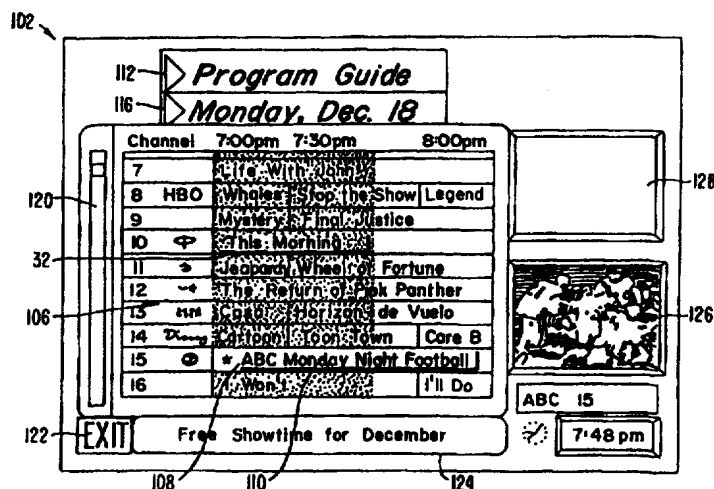 102
112
Program Guide
116
Monday, Dec. 18
Channel 7:00pm 7:30pm 8:00pm
7 Life With John
8 HBO Whales Stop the Show Legend
128
120
9 Mystery Final Justice
10 This Morning
32
11 Jeopardy Wheel of Fortune
12 The Return of Pink Panther
106
126
13 Casa Horizon de Vuelo
14 Disney Cartoon Toon Town Care B
15 ★ ABC Monday Night Football
16 I Won't I'll Do
ABC 15
122
EXIT Free Showtime for December 7:48 pm
108 110 124